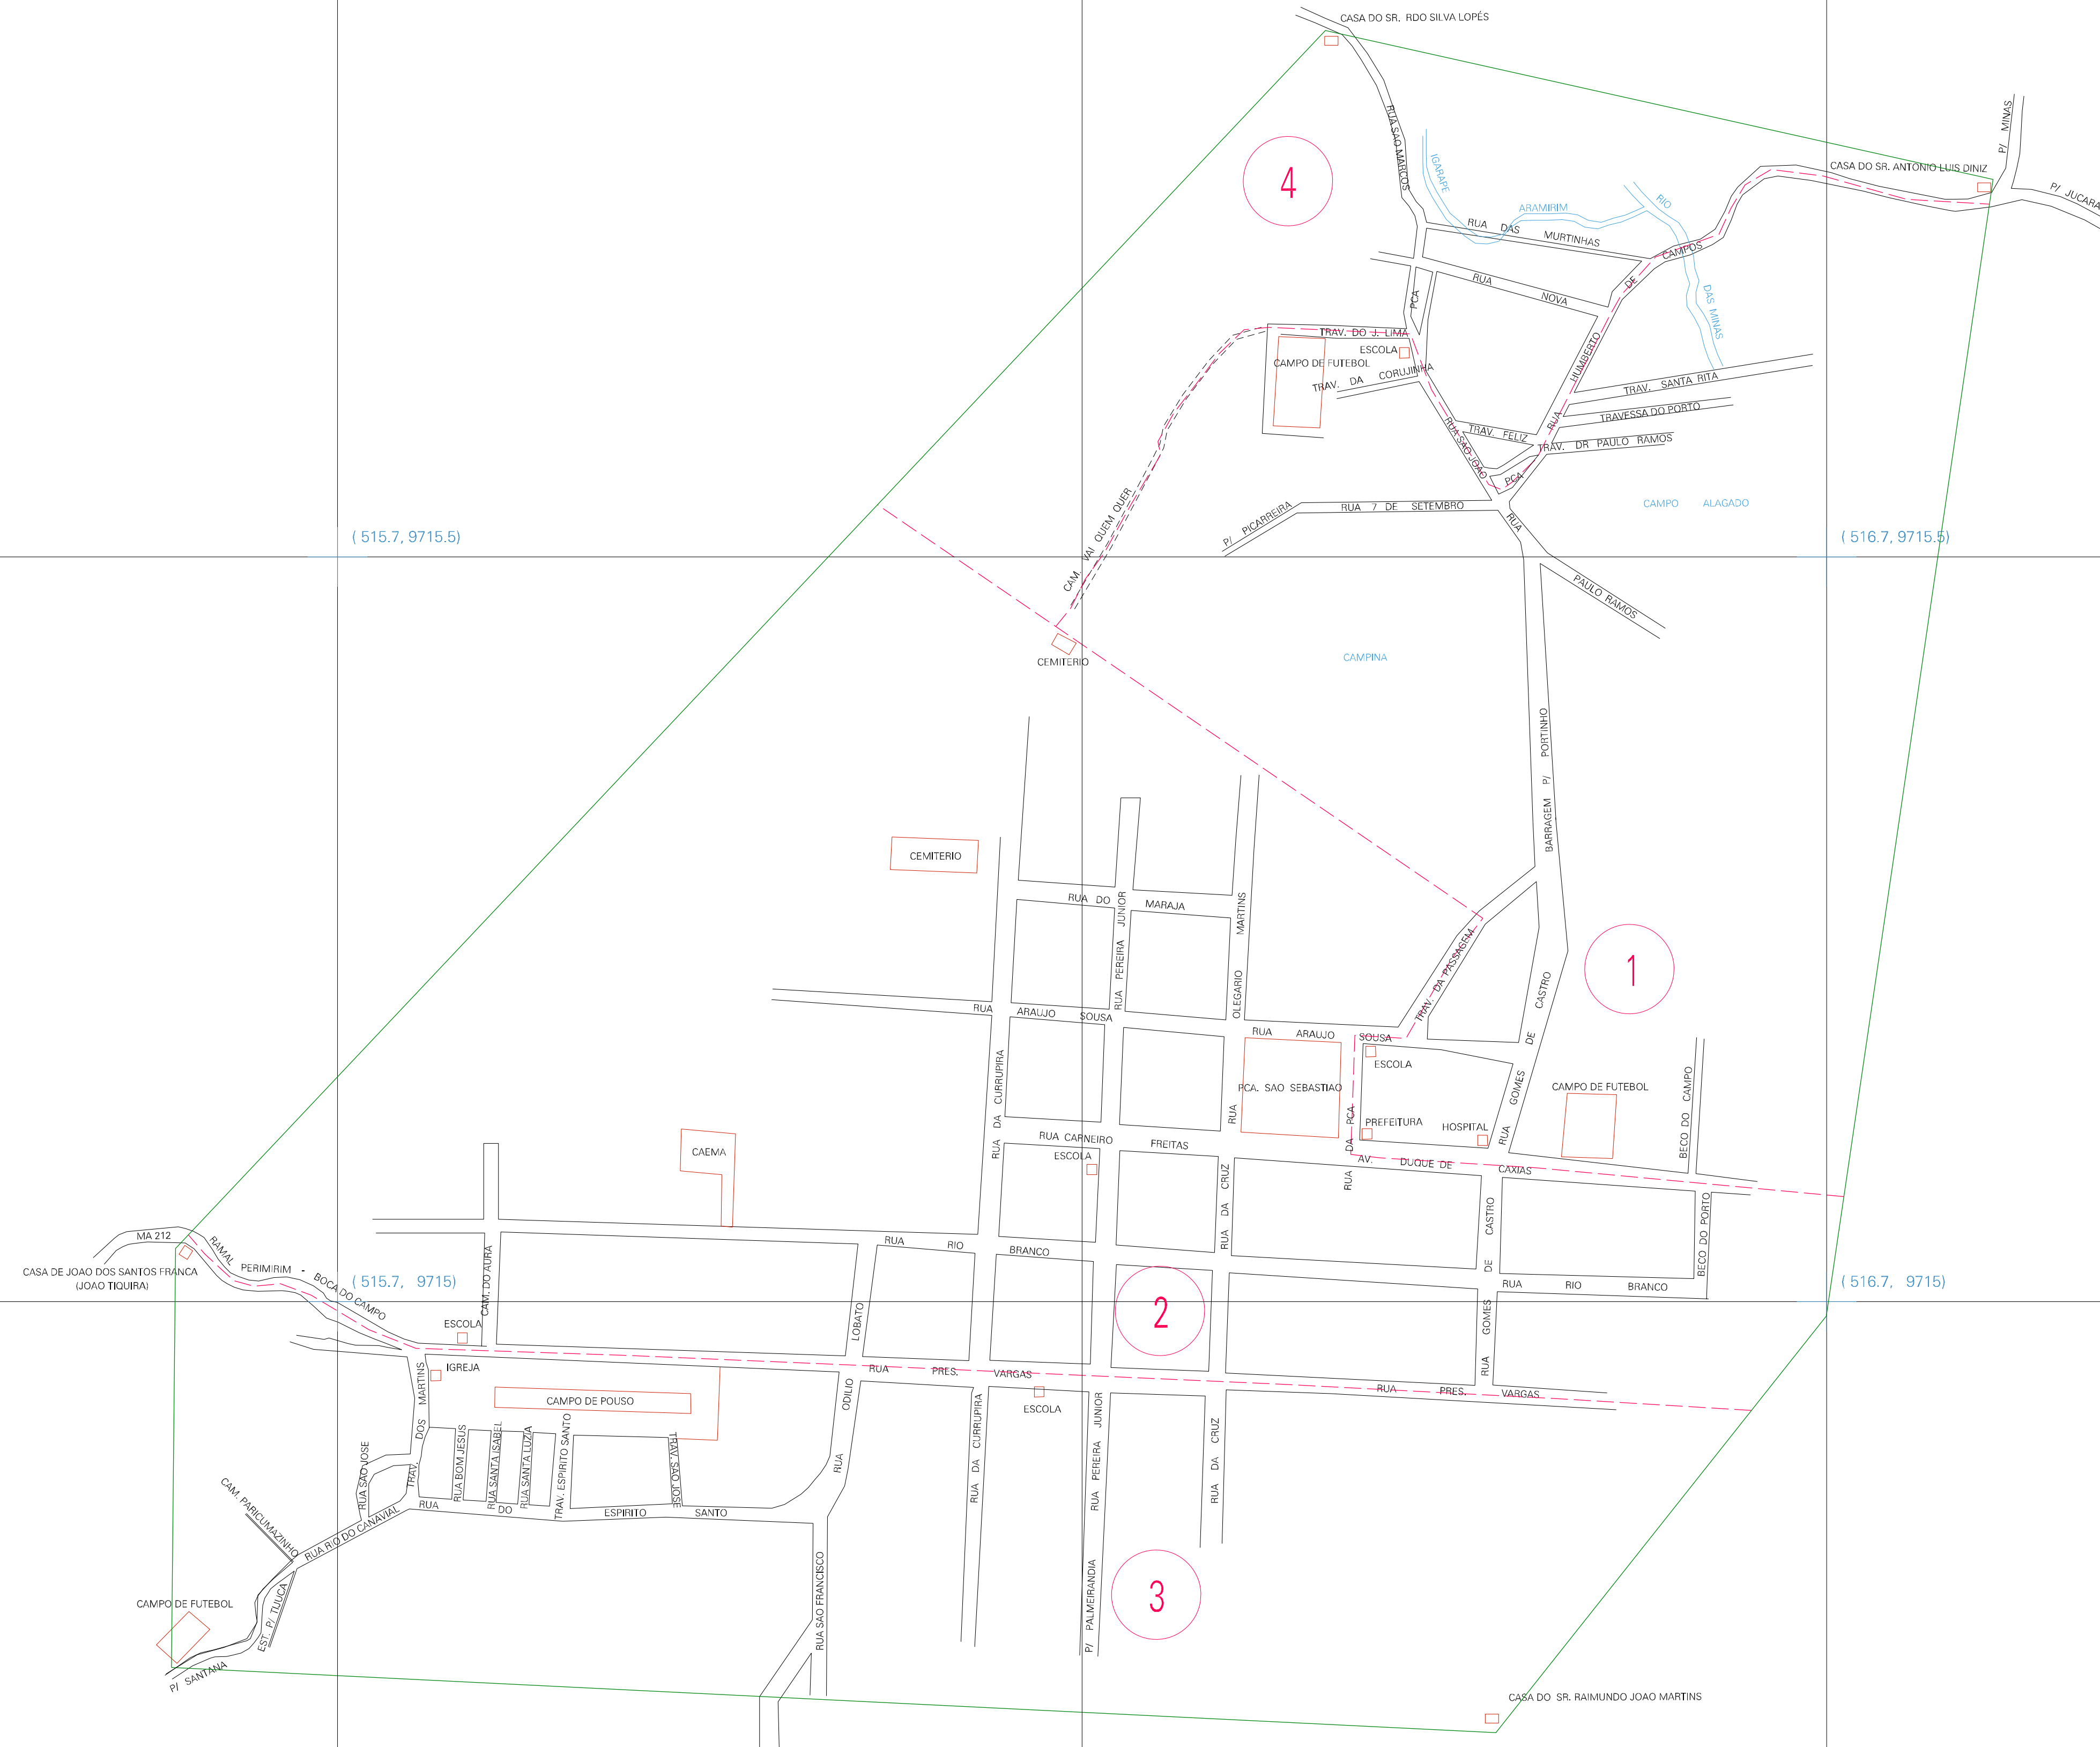 CASA DO SR. RDO SILVA LOPÉS
P/ MINAS
CASA DO SR. ANTONIO LUIS DINIZ
P/ JUCARA
RUA SAO MARCOS
4
IGARAPE
ARAMIRIM
RIO
DAS MINAS
RUA DAS MURTINHAS
CAMPOS
DE
HUMBERTO
RUA
RUA NOVA
PCA
TRAV. DO J. LIMA
ESCOLA
CAMPO DE FUTEBOL
TRAV. DA CORUJINHA
TRAV. SANTA RITA
TRAVESSA DO PORTO
TRAV. FELIZ
TRAV. DR PAULO RAMOS
RUA SAO JOAO
PCA
P/ PICARREIRA
RUA 7 DE SETEMBRO
RUA
PAULO RAMOS
CAMPO ALAGADO
( 515.7, 9715.5)
( 516.7, 9715.5)
CAM. VAI QUEM QUER
CEMITERIO
CAMPINA
BARRAGEM P/ PORTINHO
CEMITERIO
RUA DO MARAJA
RUA PEREIRA JUNIOR
MARTINS
OLEGARIO
RUA
TRAV. DA PASSAGEM
1
RUA ARAUJO SOUSA
RUA ARAUJO SOUSA
ESCOLA
RUA GOMES DE CASTRO
CAMPO DE FUTEBOL
BECO DO CAMPO
PCA. SAO SEBASTIAO
PREFEITURA
HOSPITAL
RUA DA PCA
RUA DA CURRUPIRA
RUA CARNEIRO FREITAS
ESCOLA
CAEMA
AV. DUQUE DE CAXIAS
RUA DA CRUZ
RUA GOMES DE CASTRO
BECO DO PORTO
MA 212
RAMAL PERIMIRIM - BOCA DO CAMPO
CASA DE JOAO DOS SANTOS FRANCA
(JOAO TIQUIRA)
( 515.7, 9715)
( 516.7, 9715)
CAM. DO AURA
RUA RIO BRANCO
RUA RIO BRANCO
2
ESCOLA
IGREJA
RUA ODILIO LOBATO
RUA PRES. VARGAS
RUA PRES. VARGAS
ESCOLA
CAMPO DE POUSO
TRAV. DOS MARTINS
RUA SAO JOSE
RUA BOM JESUS
RUA SANTA ISABEL
RUA SANTA LUZIA
TRAV. ESPIRITO SANTO
TRAV. SAO JOSE
RUA DO ESPIRITO SANTO
RUA DA CURRUPIRA
RUA PEREIRA JUNIOR
RUA DA CRUZ
CAM. PARICUMAZINHO
RUA RIO DO CANAVIAL
RUA SAO FRANCISCO
P/ PALMEIRANDIA
3
CAMPO DE FUTEBOL
EST. P/ TIJUCA
P/ SANTANA
CASA DO SR. RAIMUNDO JOAO MARTINS